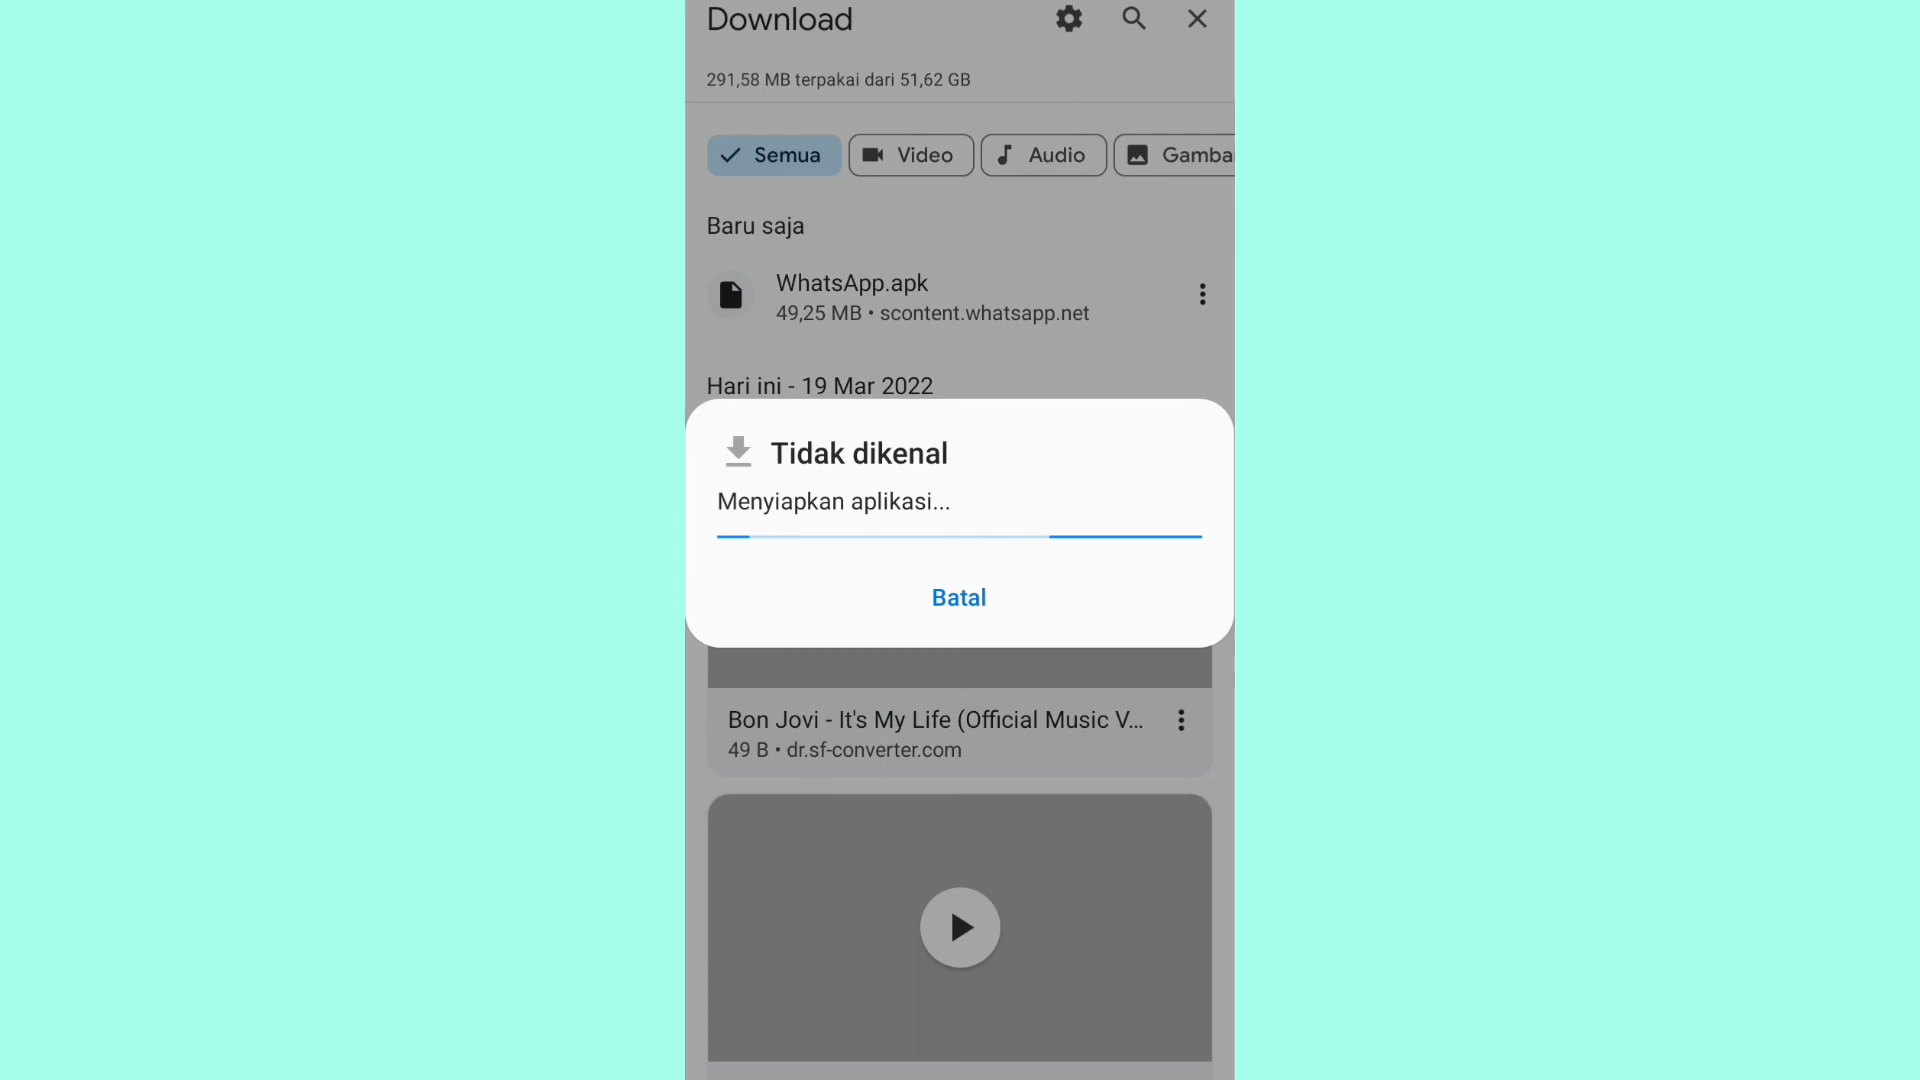 Download
291,58 MB terpakai dari 51,62 GB
Semua
Video
Audio
Gambar
Baru saja
WhatsApp.apk
49,25 MB • scontent.whatsapp.net
Hari ini - 19 Mar 2022
Tidak dikenal
Menyiapkan aplikasi...
Batal
Bon Jovi - It's My Life (Official Music V...
49 B • dr.sf-converter.com